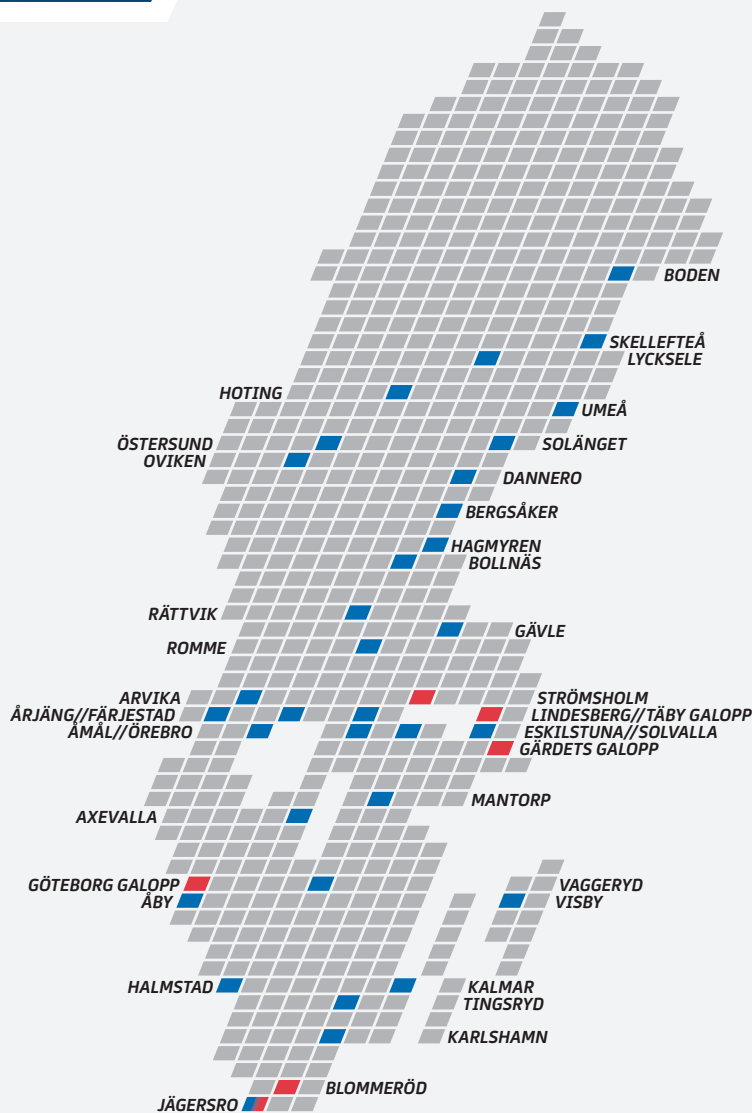 BODEN
SKELLEFTEÅ
LYCKSELE
HOTING
UMEÅ
ÖSTERSUND
SOLÄNGET
OVIKEN
DANNERO
BERGSÅKER
HAGMYREN
BOLLNÄS
RÄTTVIK
GÄVLE
ROMME
ARVIKA
STRÖMSHOLM
ÅRJÄNG//FÄRJESTAD
LINDESBERG//TÄBY GALOPP
ÅMÅL//ÖREBRO
ESKILSTUNA//SOLVALLA
GÄRDETS GALOPP
MANTORP
AXEVALLA
GÖTEBORG GALOPP
VAGGERYD
ÅBY
VISBY
HALMSTAD
KALMAR
TINGSRYD
KARLSHAMN
BLOMMERÖD
JÄGERSRO